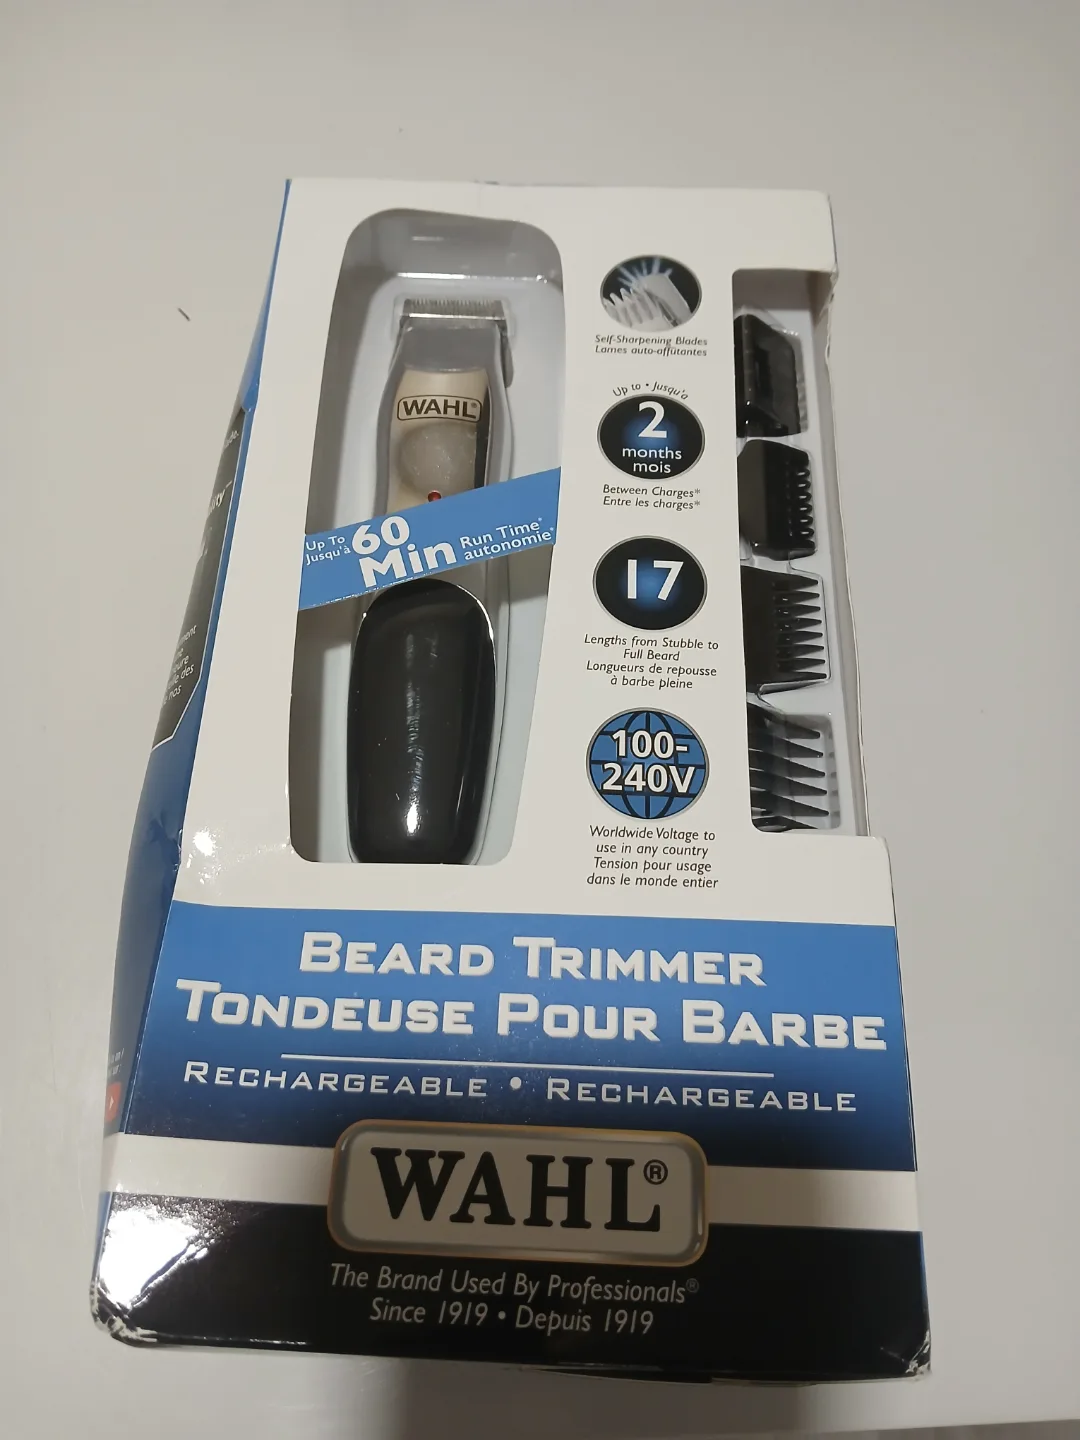 WAHL®
Up To 60 Run Time*
Jusqu'à Min autonomie*
Self-Sharpening Blades
Lames auto-affûtantes
Up to • Jusqu'à
2
months
mois
Between Charges*
Entre les charges*
17
Lengths from Stubble to
Full Beard
Longueurs de repousse
à barbe pleine
100-
240V
Worldwide Voltage to
use in any country
Tension pour usage
dans le monde entier
BEARD TRIMMER
TONDEUSE POUR BARBE
RECHARGEABLE • RECHARGEABLE
WAHL®
The Brand Used By Professionals®
Since 1919 • Depuis 1919